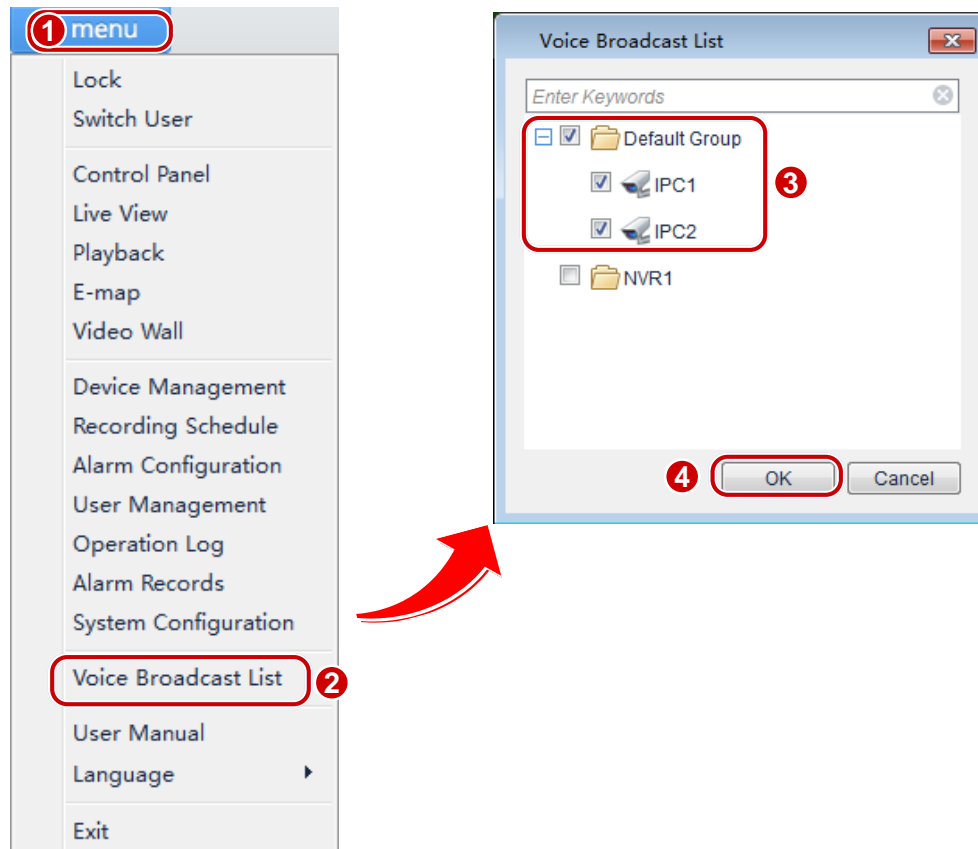 1 menu
Lock
Switch User
Control Panel
Live View
Playback
E-map
Video Wall
Device Management
Recording Schedule
Alarm Configuration
User Management
Operation Log
Alarm Records
System Configuration
Voice Broadcast List 2
User Manual
Language
Exit
Voice Broadcast List
Enter Keywords
Default Group
IPC1 3
IPC2
NVR1
4 OK Cancel